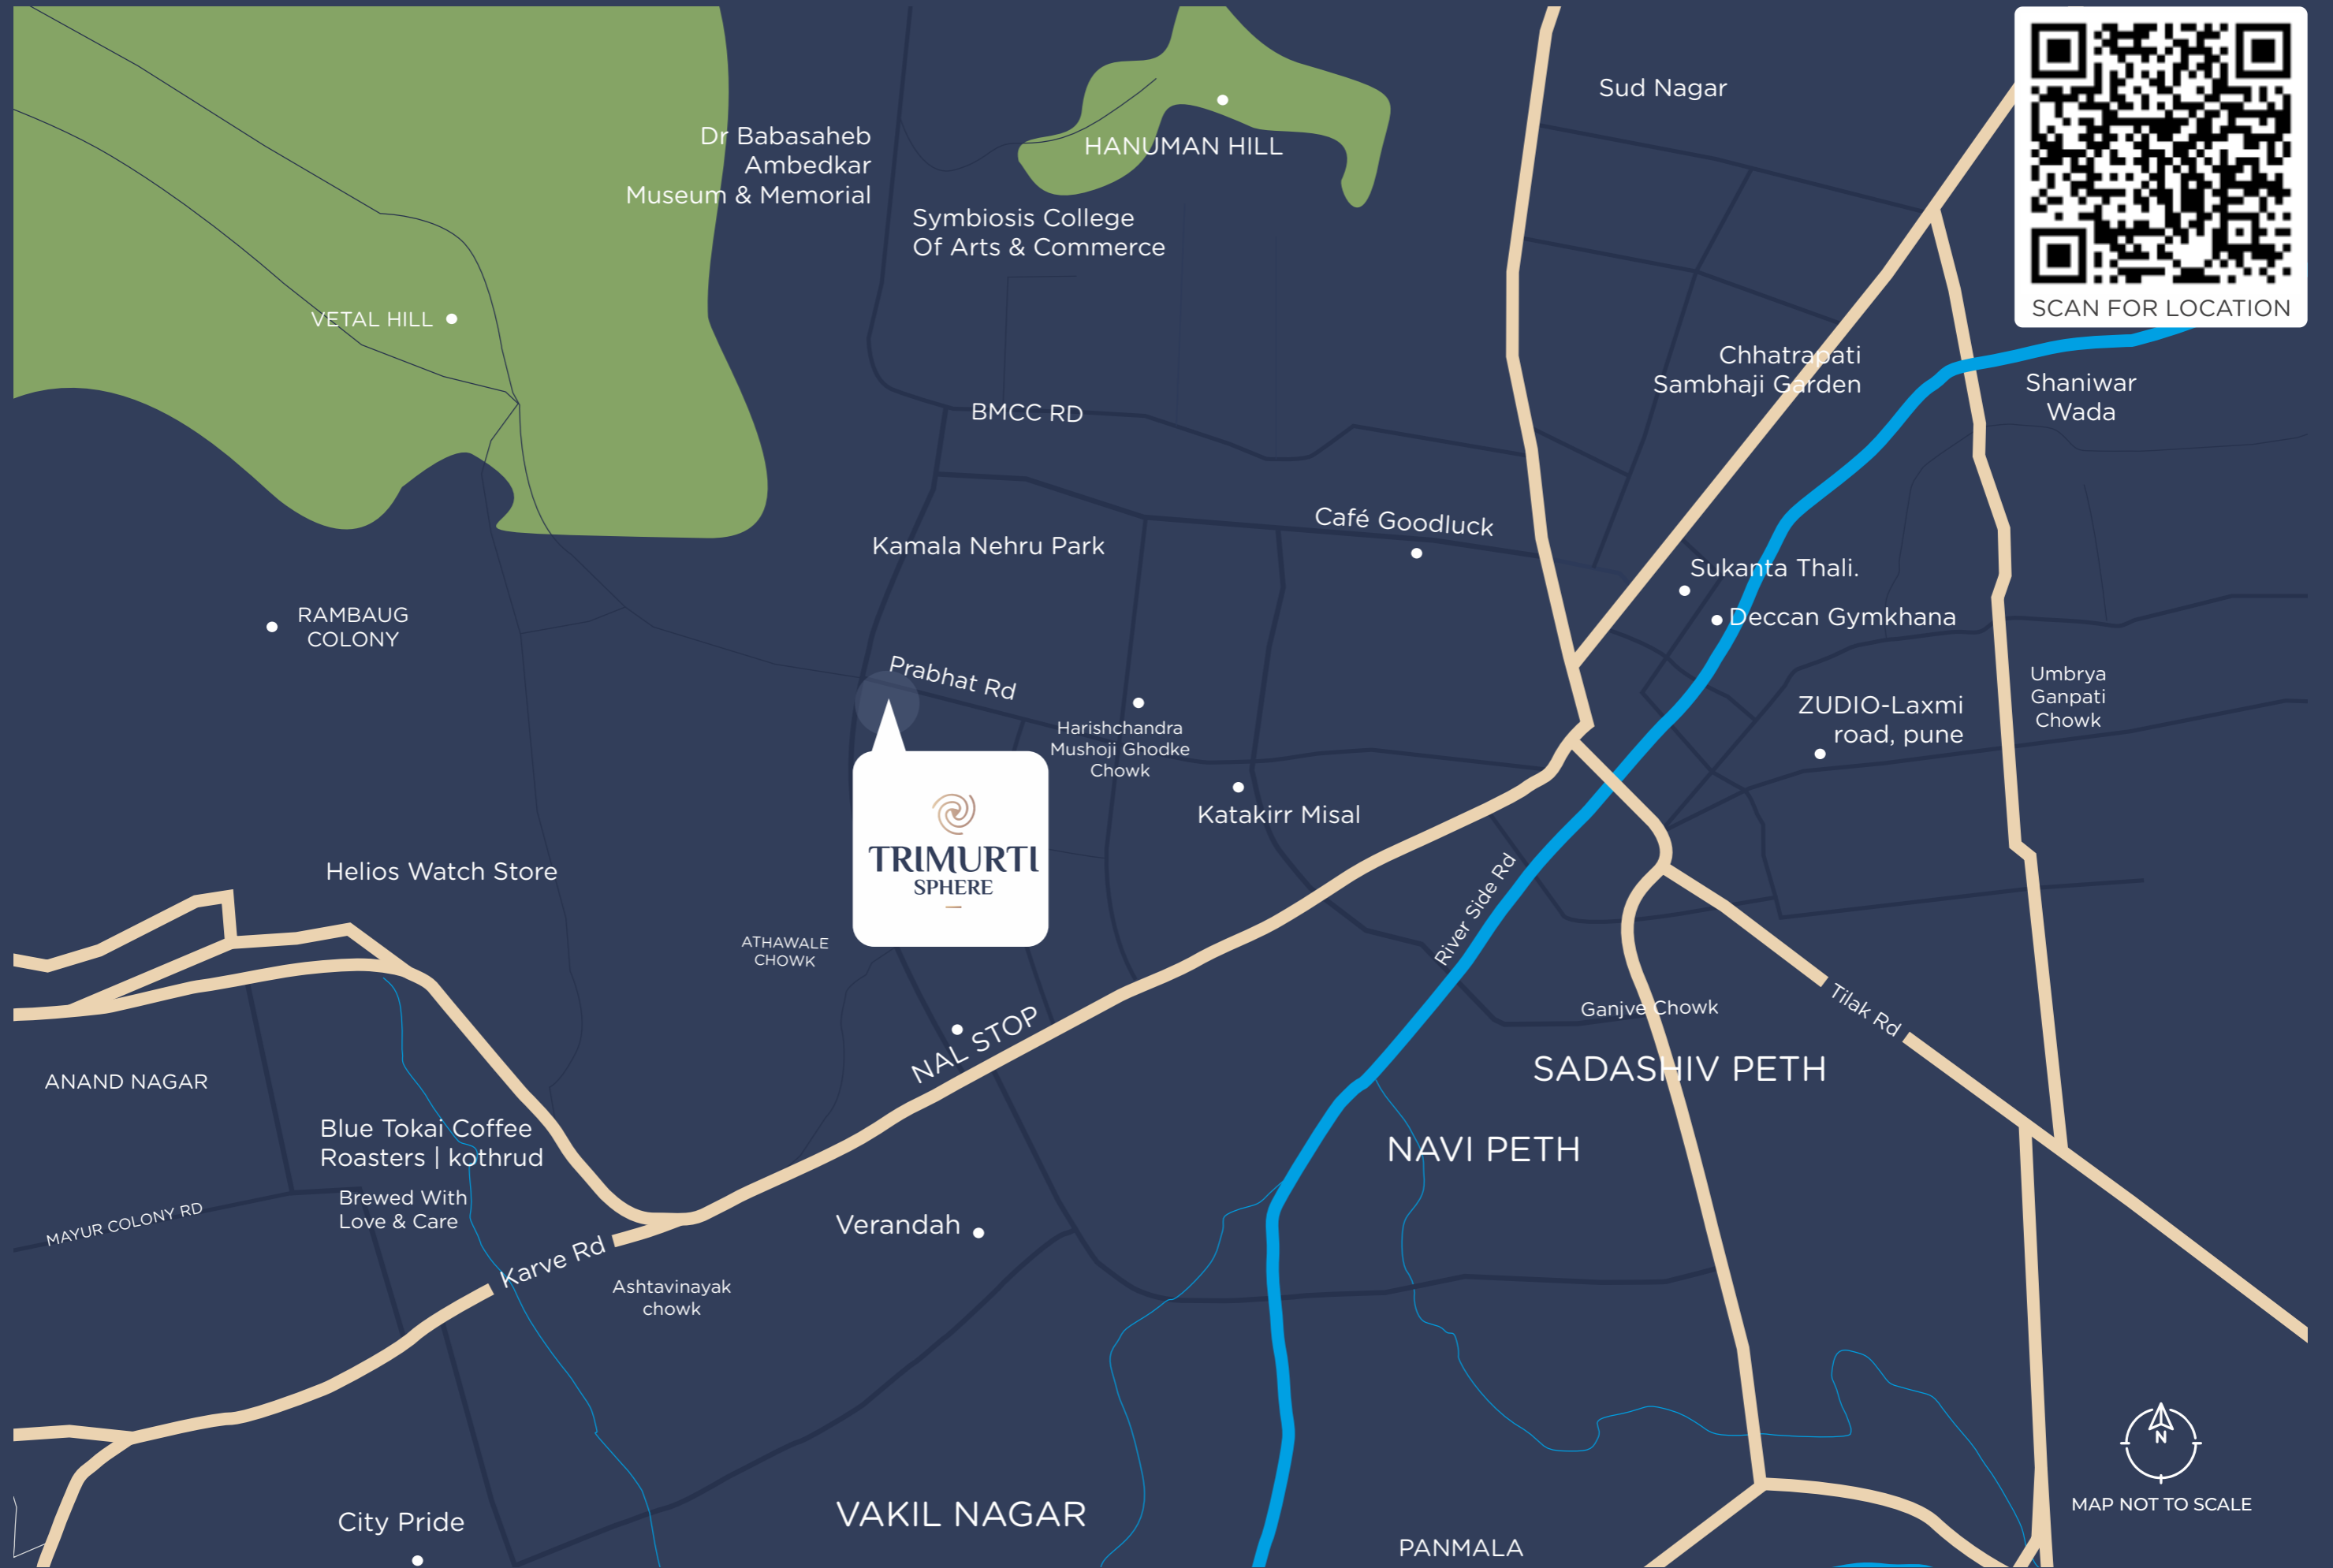 Sud Nagar
Dr Babasaheb
Ambedkar
Museum & Memorial
HANUMAN HILL
Symbiosis College
Of Arts & Commerce
SCAN FOR LOCATION
VETAL HILL
Chhatrapati
Sambhaji Garden
Shaniwar
Wada
BMCC RD
Café Goodluck
Kamala Nehru Park
Sukanta Thali.
Deccan Gymkhana
RAMBAUG
COLONY
Prabhat Rd
Umbrya
Ganpati
Chowk
ZUDIO-Laxmi
road, pune
Harishchandra
Mushoji Ghodke
Chowk
Katakirr Misal
TRIMURTI
SPHERE
Helios Watch Store
River Side Rd
ATHAWALE
CHOWK
NAL STOP
Ganjve Chowk
Tilak Rd
SADASHIV PETH
ANAND NAGAR
Blue Tokai Coffee
Roasters | kothrud
Brewed With
Love & Care
NAVI PETH
MAYUR COLONY RD
Verandah
Karve Rd
Ashtavinayak
chowk
N
MAP NOT TO SCALE
City Pride
VAKIL NAGAR
PANMALA